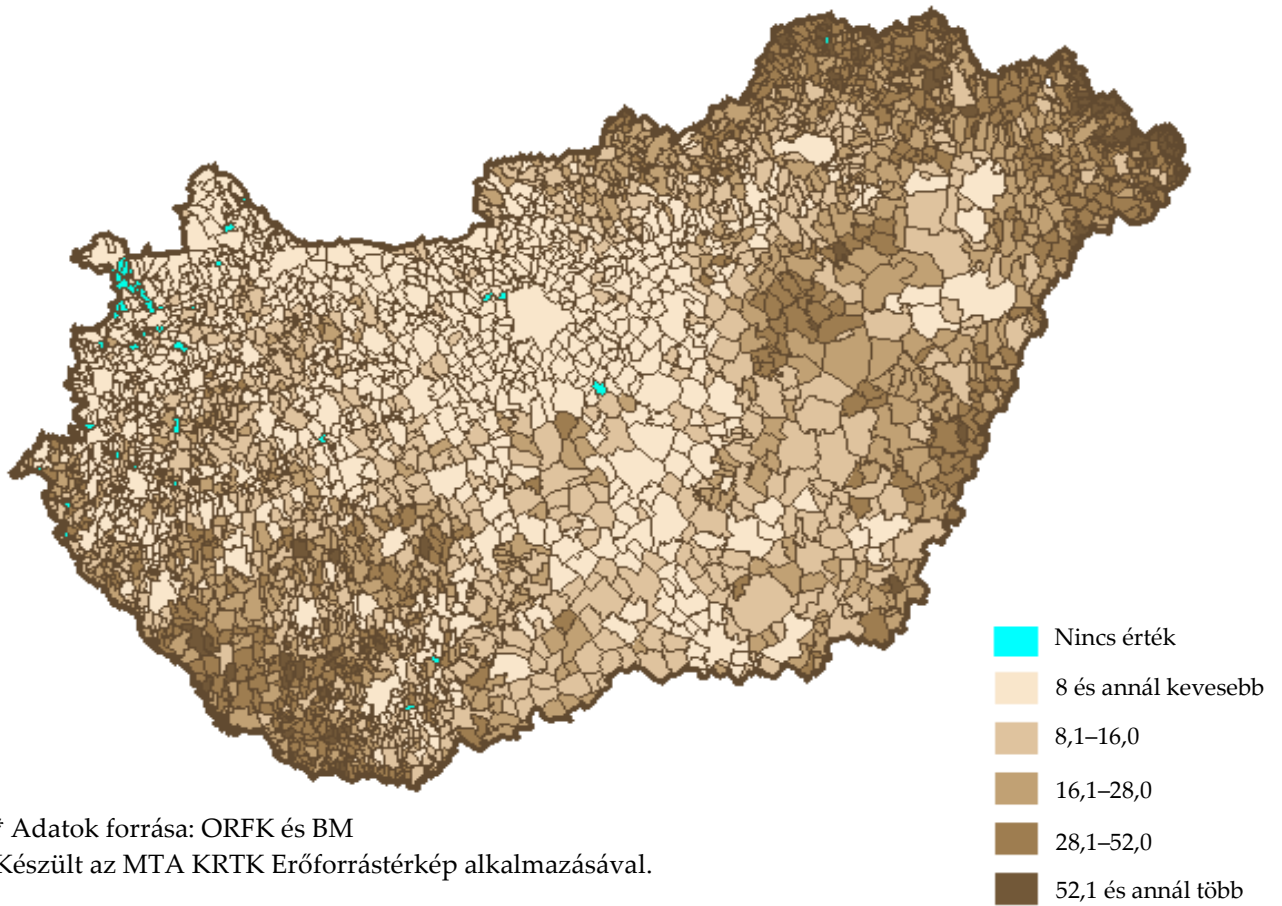 Nincs érték
8 és annál kevesebb
8,1–16,0
16,1–28,0
28,1–52,0
52,1 és annál több
* Adatok forrása: ORFK és BM
Készült az MTA KRTK Erőforrástérkép alkalmazásával.